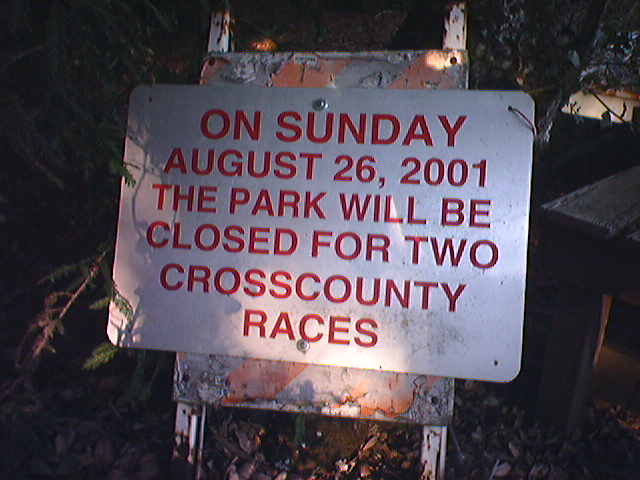 ON SUNDAY
AUGUST 26, 2001
THE PARK WILL BE
CLOSED FOR TWO
CROSSCOUNTY
RACES